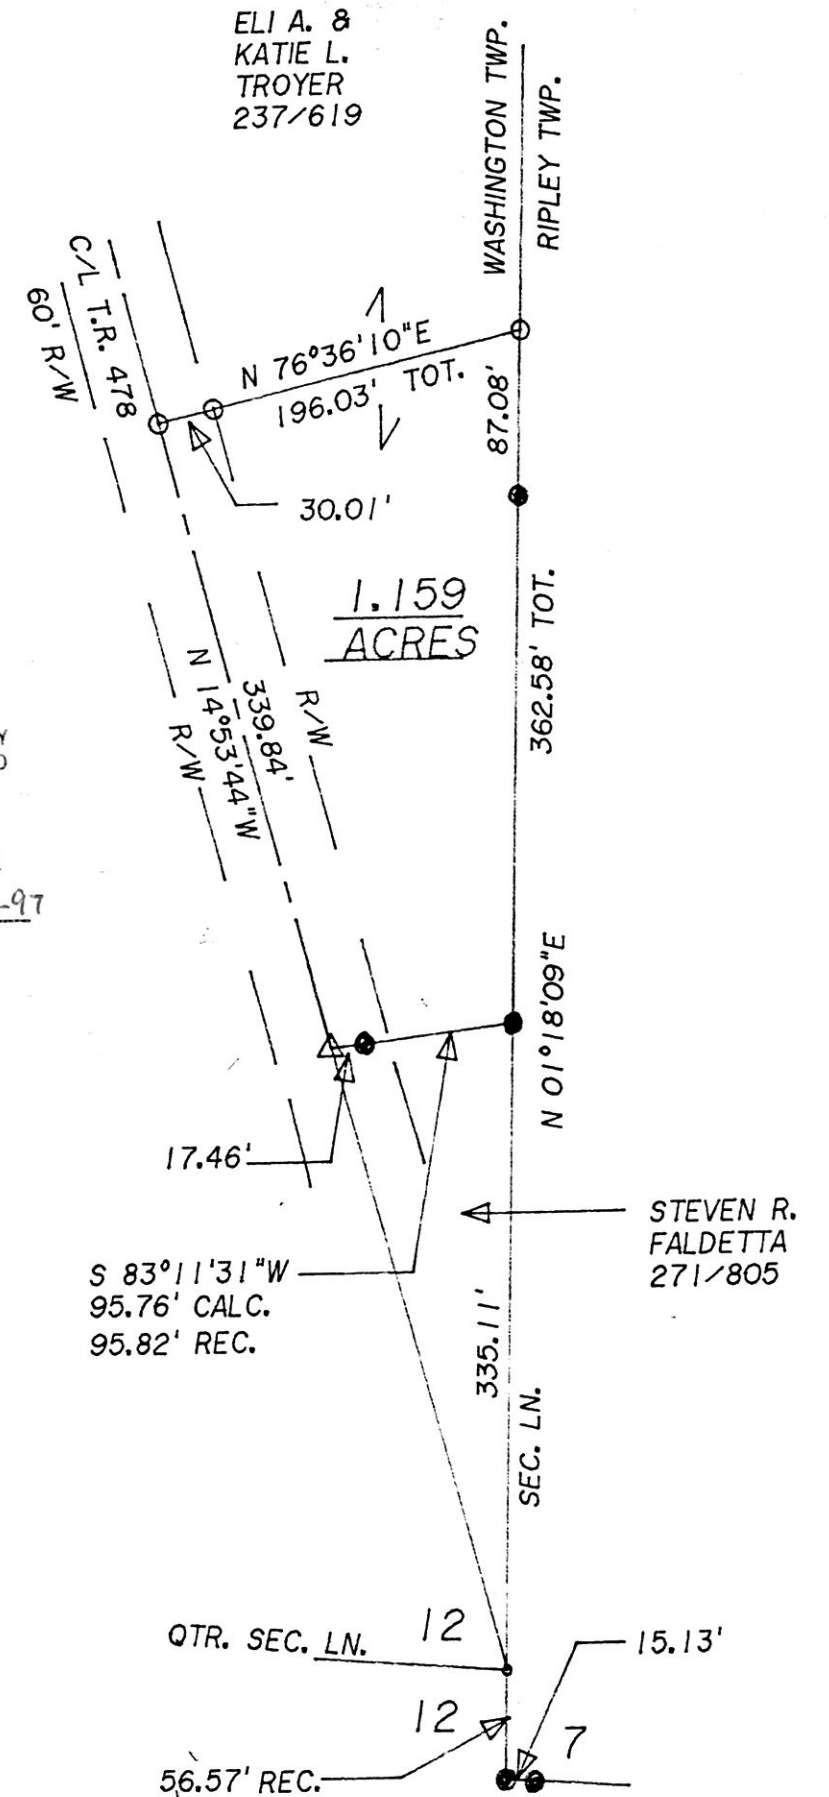 ELI A. &
KATIE L.
TROYER
237/619
WASHINGTON TWP.
RIPLEY TWP.
C/L T.R. 478
60' R/W
N 76°36'10"E
196.03' TOT.
87.08'
30.01'
1.159
ACRES
362.58' TOT.
339.84'
N 14°53'44"W
R/W
R/W
-97
N 01°18'09"E
17.46'
S 83°11'31"W
95.76' CALC.
95.82' REC.
STEVEN R.
FALDETTA
271/805
335.11'
SEC. LN.
12
QTR. SEC. LN.
15.13'
12
7
56.57' REC.